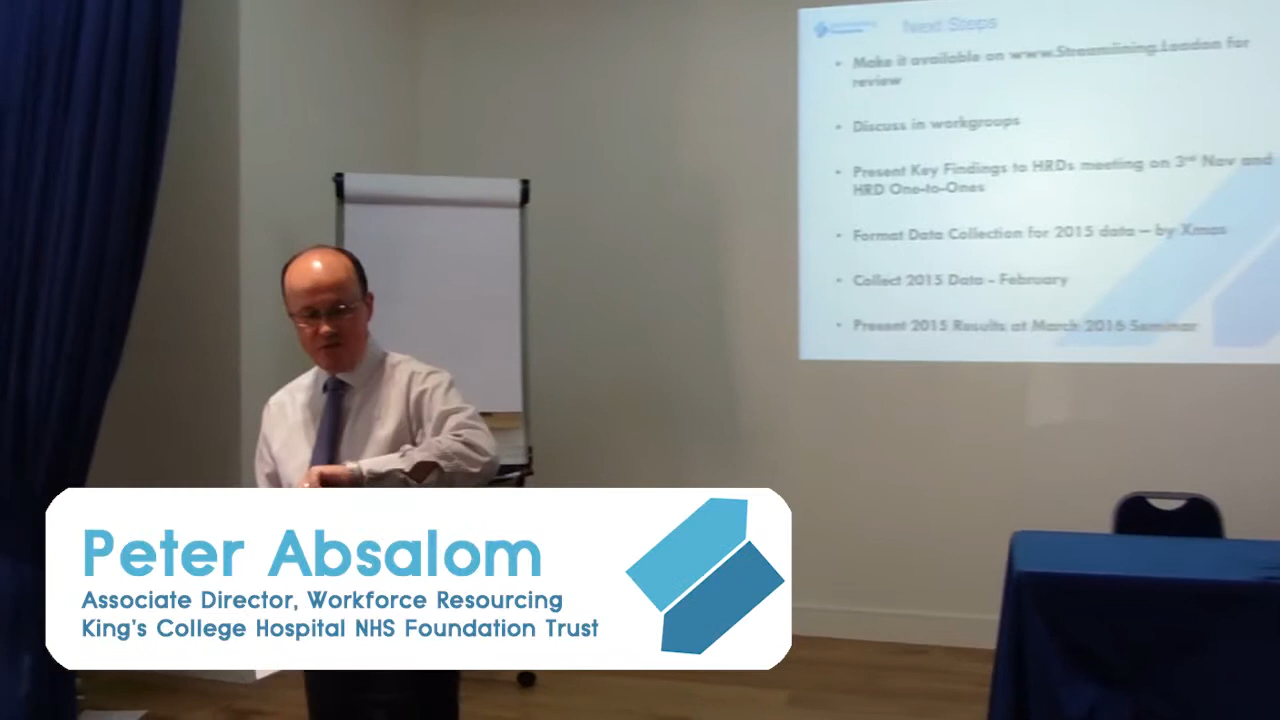 Next Steps
• Make it available on www.Streamlining.London for
review
• Discuss in workgroups
• Present Key Findings to HRDs meeting on 3rd Nov and
HRD One-to-Ones
• Format Data Collection for 2015 data – by Xmas
• Collect 2015 Data - February
• Present 2015 Results at March 2016 Seminar
Peter Absalom
Associate Director, Workforce Resourcing
King's College Hospital NHS Foundation Trust